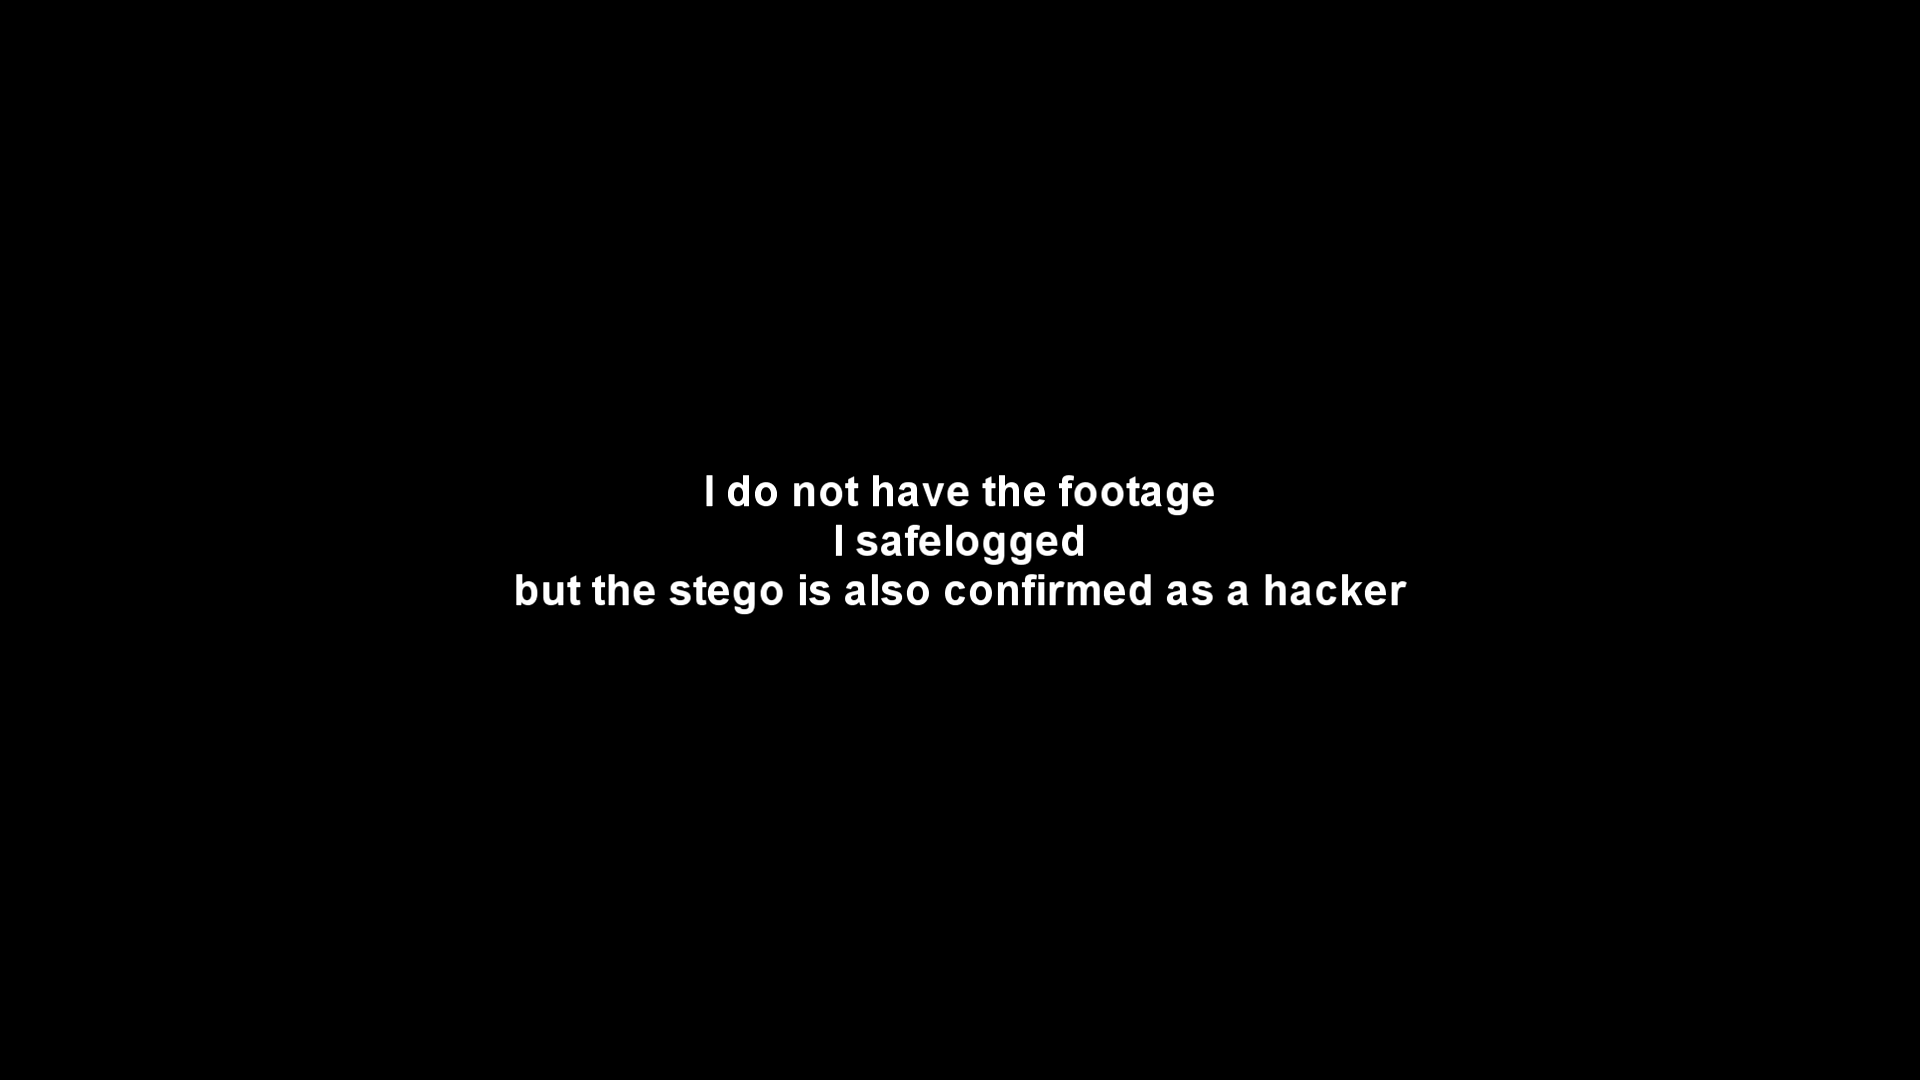 I do not have the footage
I safelogged
but the stego is also confirmed as a hacker